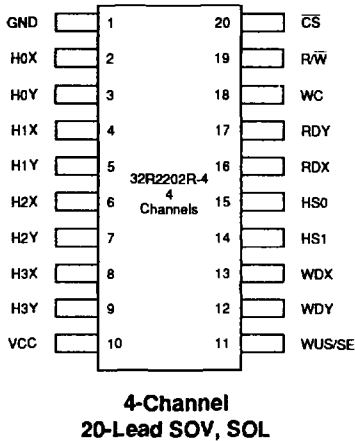 GND 1 20 C̅S̅
H0X 2 19 R/W̅
H0Y 3 18 WC
H1X 4 17 RDY
H1Y 5 16 RDX
32R2202R-4
4
Channels
H2X 6 15 HS0
H2Y 7 14 HS1
H3X 8 13 WDX
H3Y 9 12 WDY
VCC 10 11 WUS/SE
4-Channel
20-Lead SOV, SOL